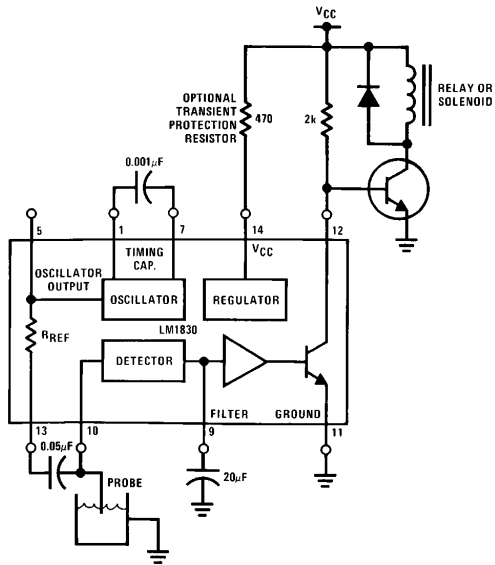 VCC
OPTIONAL
TRANSIENT
PROTECTION
RESISTOR
470
2k
RELAY OR
SOLENOID
0.001μF
5
1
7
14
12
OSCILLATOR
OUTPUT
TIMING
CAP.
VCC
OSCILLATOR
REGULATOR
LM1830
RREF
DETECTOR
FILTER
GROUND
13
10
9
11
0.05μF
PROBE
20μF